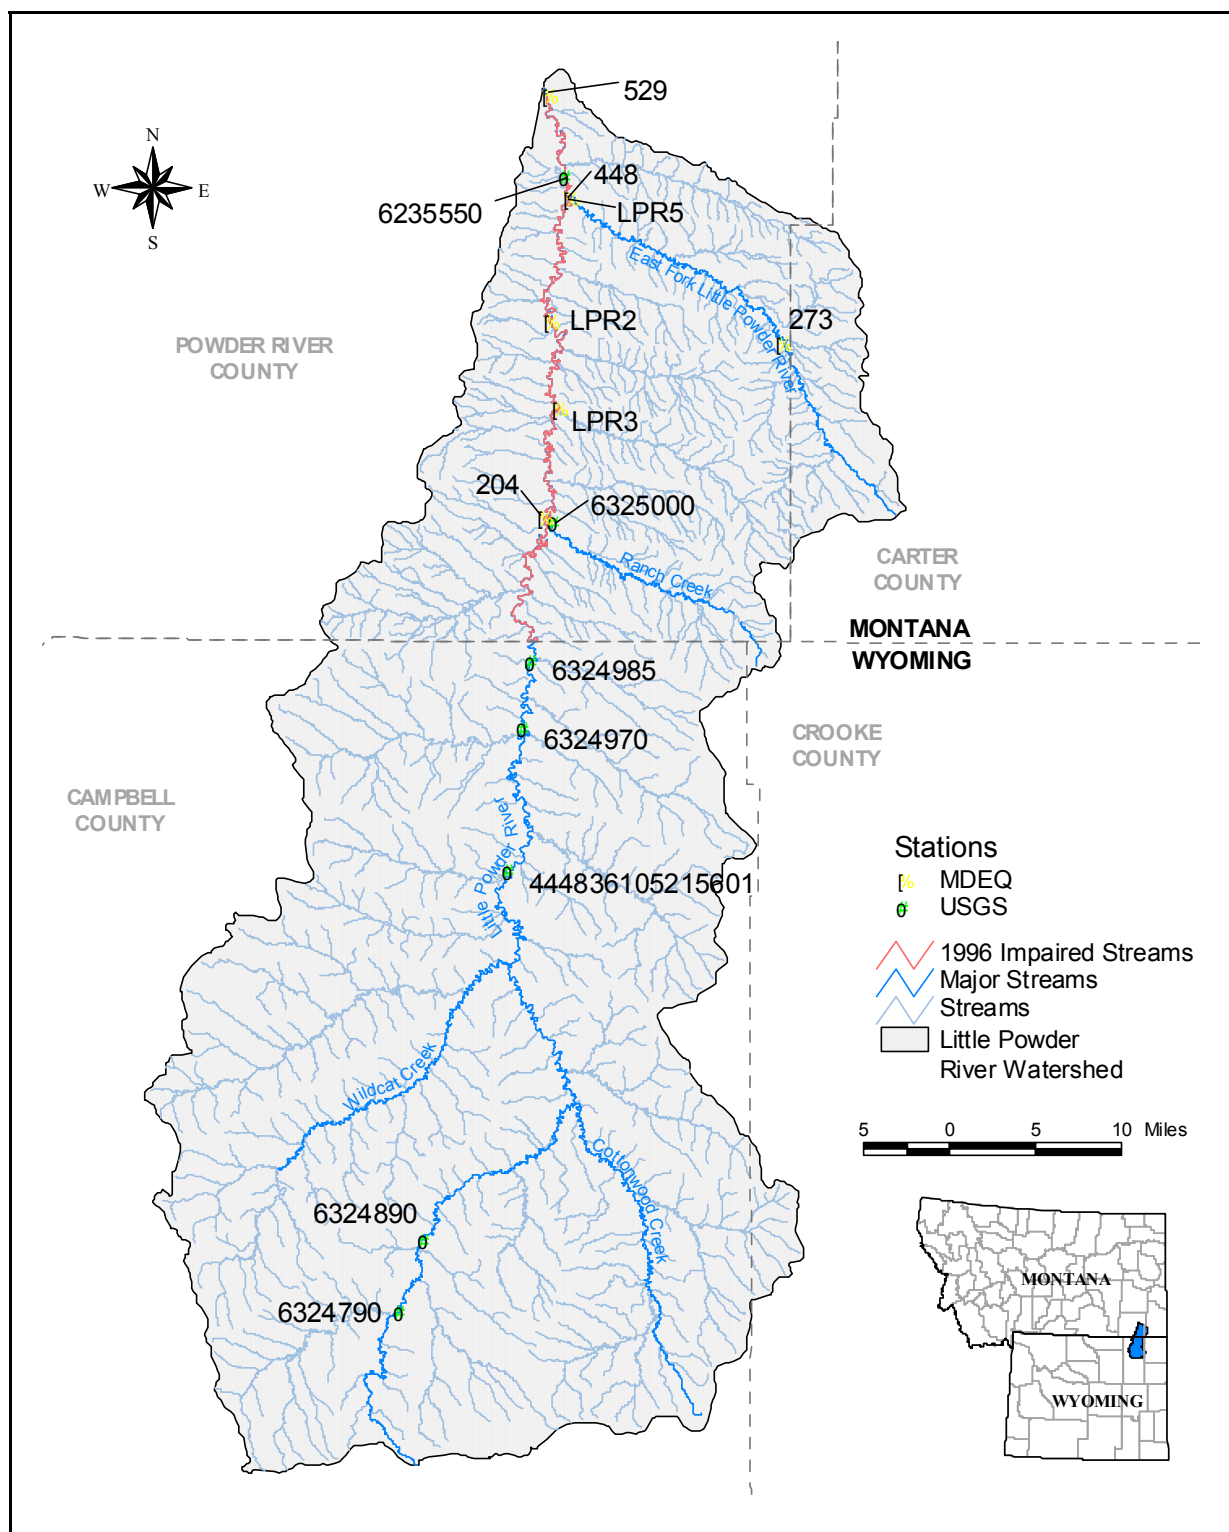 529
N
W E
S
448
6235550
LPR5
East Fork Little Powder River
273
LPR2
POWDER RIVER
COUNTY
LPR3
204
6325000
Ranch Creek
CARTER
COUNTY
MONTANA
WYOMING
6324985
6324970
CROOKE
COUNTY
CAMPBELL
COUNTY
Little Powder River
444836105215601
Stations
MDEQ
USGS
1996 Impaired Streams
Major Streams
Streams
Little Powder
River Watershed
Wildcat Creek
5 0 5 10 Miles
Cottonwood Creek
6324890
6324790
MONTANA
WYOMING